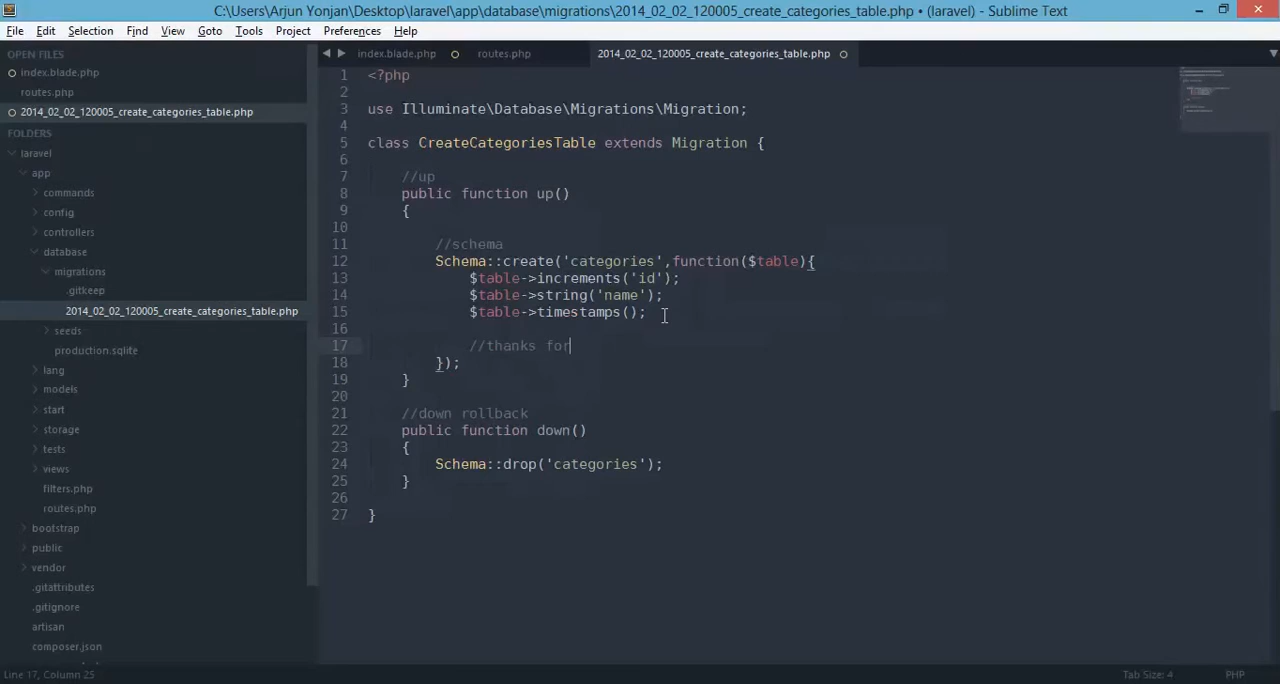 C:\Users\Arjun Yonjan\Desktop\laravel\app\database\migrations\2014_02_02_120005_create_categories_table.php • (laravel) - Sublime Text
File Edit Selection Find View Goto Tools Project Preferences Help
OPEN FILES
index.blade.php
routes.php
2014_02_02_120005_create_categories_table.php
FOLDERS
laravel
app
commands
config
controllers
database
migrations
.gitkeep
2014_02_02_120005_create_categories_table.php
seeds
production.sqlite
lang
models
start
storage
tests
views
filters.php
routes.php
bootstrap
public
vendor
.gitattributes
.gitignore
artisan
composer.json
index.blade.php routes.php 2014_02_02_120005_create_categories_table.php
1 <?php
2
3 use Illuminate\Database\Migrations\Migration;
4
5 class CreateCategoriesTable extends Migration {
6
7 //up
8 public function up()
9 {
10
11 //schema
12 Schema::create('categories',function($table){
13 $table->increments('id');
14 $table->string('name');
15 $table->timestamps();
16
17 //thanks for
18 });
19 }
20
21 //down rollback
22 public function down()
23 {
24 Schema::drop('categories');
25 }
26
27 }
Line 17, Column 25 Tab Size: 4 PHP